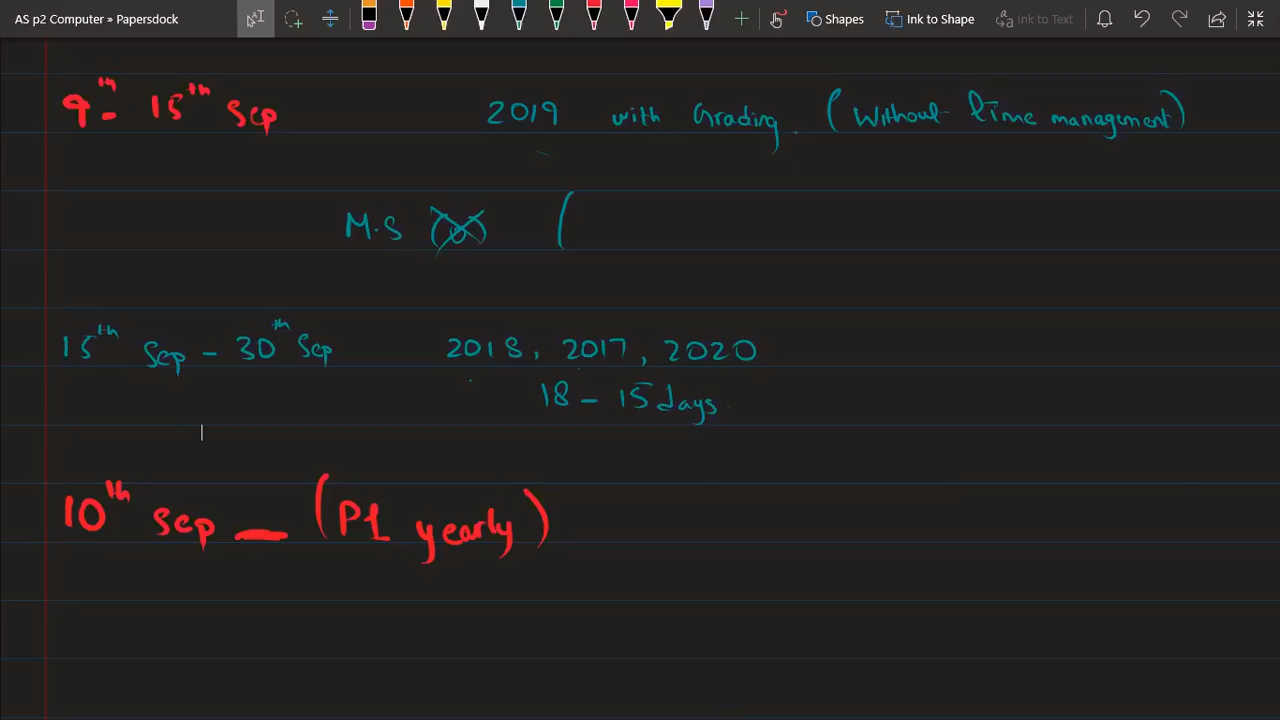 AS p2 Computer » Papersdock
Shapes Ink to Shape Ink to Text
9th - 15th Sep 2019 with Grading. (Without time management)
M.S (
15th Sep - 30th Sep 2018, 2017, 2020
18 - 15 days.
10th Sep — (P1 yearly)